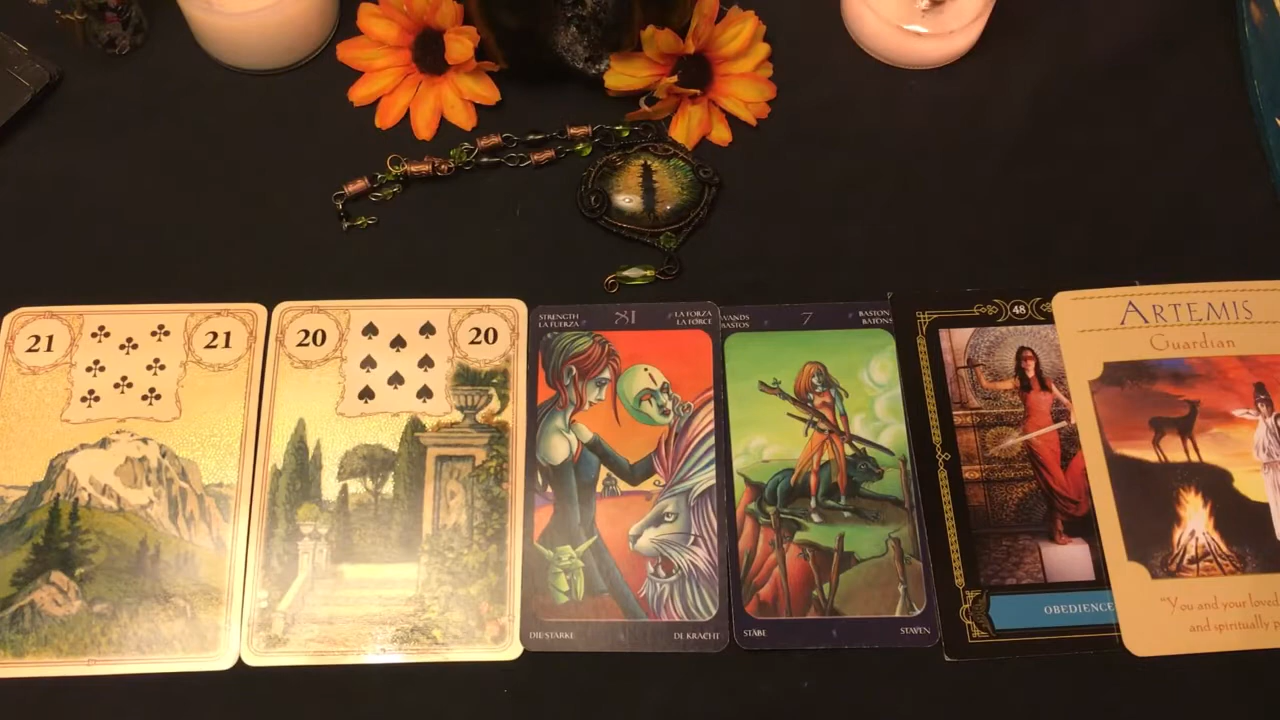 21
21
20
20
STRENGTH
LA FUERZA
XI
LA FORZA
LA FORCE
DIE STÄRKE
DE KRACHT
WANDS
BASTOS
7
BASTONI
BATONS
STÄBE
STAVEN
48
OBEDIENCE
ARTEMIS
Guardian
"You and your loved
and spiritually p